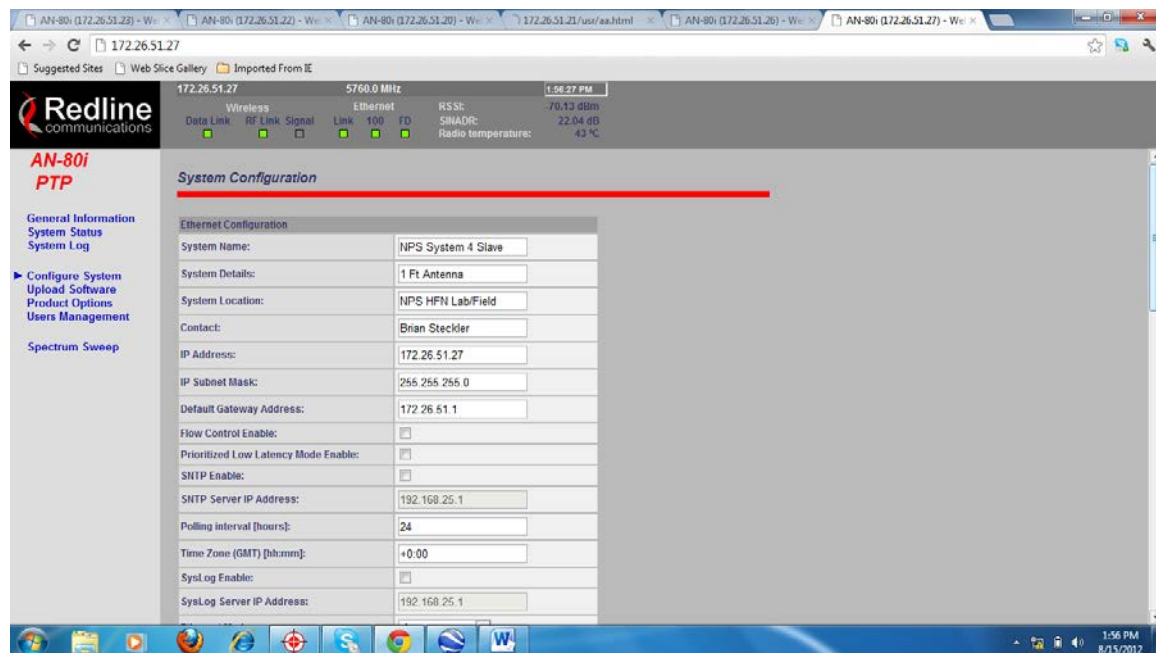 AN-80i (172.26.51.23) - We
AN-80i (172.26.51.22) - We
AN-80i (172.26.51.20) - We
172.26.51.21/usr/aa.html
AN-80i (172.26.51.26) - We
AN-80i (172.26.51.27) - We
172.26.51.27
Suggested Sites Web Slice Gallery Imported From IE
Redline
communications
172.26.51.27 5760.0 MHz 1:56:27 PM
Wireless Ethernet RSSI: -70.13 dBm
Data Link RF Link Signal Link 100 FD SINADR: 22.04 dB
Radio temperature: 43 °C
AN-80i
PTP
General Information
System Status
System Log
Configure System
Upload Software
Product Options
Users Management
Spectrum Sweep
System Configuration
Ethernet Configuration
System Name: NPS System 4 Slave
System Details: 1 Ft Antenna
System Location: NPS HFN Lab/Field
Contact: Brian Steckler
IP Address: 172.26.51.27
IP Subnet Mask: 255.255.255.0
Default Gateway Address: 172.26.51.1
Flow Control Enable:
Prioritized Low Latency Mode Enable:
SNTP Enable:
SNTP Server IP Address: 192.168.25.1
Polling interval [hours]: 24
Time Zone (GMT) [hh:mm]: +0:00
SysLog Enable:
SysLog Server IP Address: 192.168.25.1
1:56 PM
8/15/2012